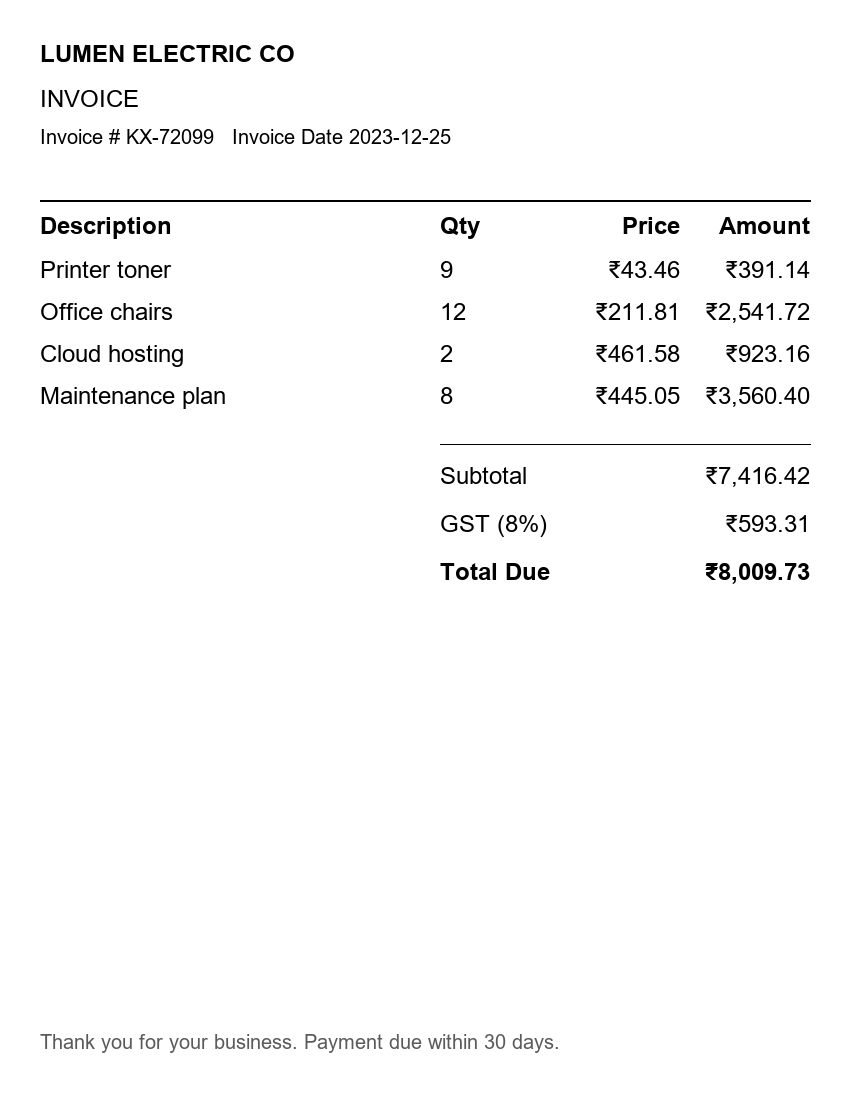 LUMEN ELECTRIC CO
INVOICE
Invoice # KX-72099 Invoice Date 2023-12-25
Description Qty Price Amount
Printer toner 9 ₹43.46 ₹391.14
Office chairs 12 ₹211.81 ₹2,541.72
Cloud hosting 2 ₹461.58 ₹923.16
Maintenance plan 8 ₹445.05 ₹3,560.40
Subtotal ₹7,416.42
GST (8%) ₹593.31
Total Due ₹8,009.73
Thank you for your business. Payment due within 30 days.